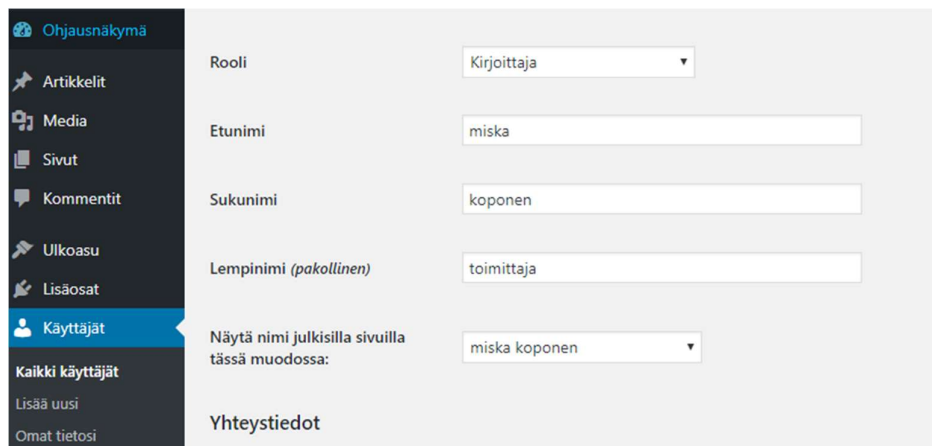 Ohjausnäkymä
Artikkelit
Media
Sivut
Kommentit
Ulkoasu
Lisäosat
Käyttäjät
Kaikki käyttäjät
Lisää uusi
Omat tietosi
Rooli
Kirjoittaja
Etunimi
miska
Sukunimi
koponen
Lempinimi (pakollinen)
toimittaja
Näytä nimi julkisilla sivuilla
tässä muodossa:
miska koponen
Yhteystiedot